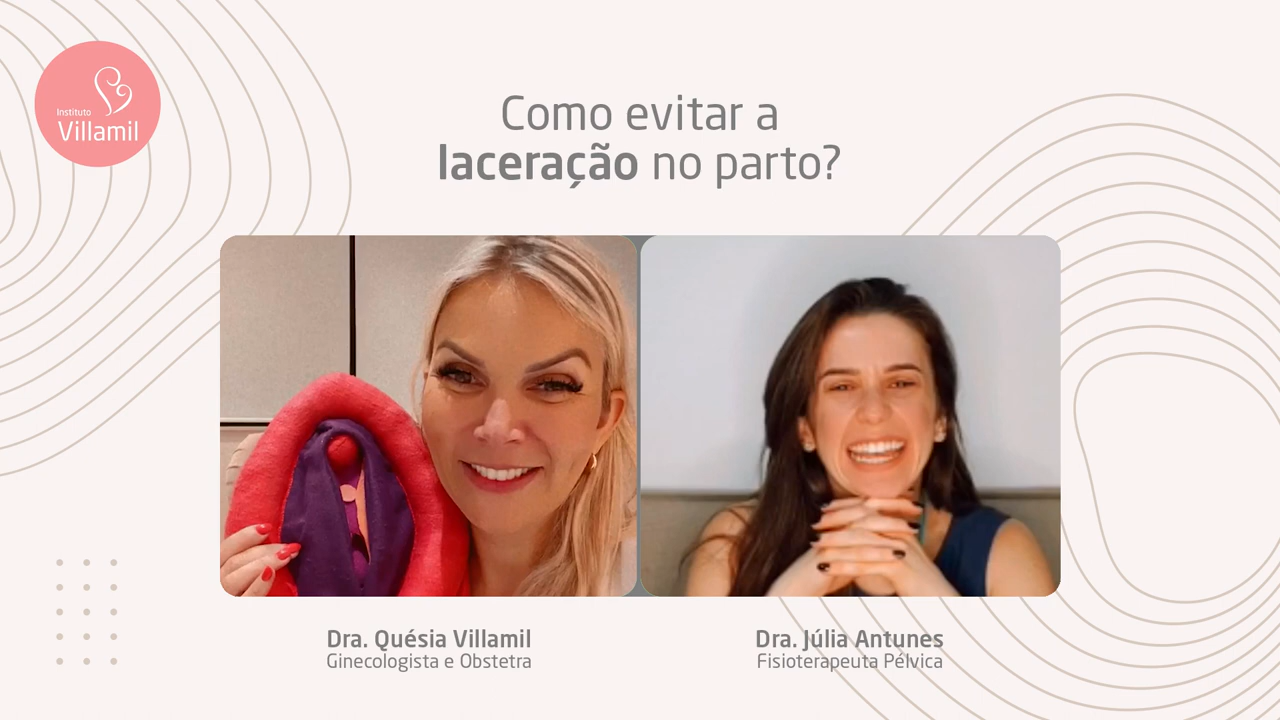 Instituto
Villamil
Como evitar a
laceração no parto?
Dra. Quésia Villamil
Ginecologista e Obstetra
Dra. Júlia Antunes
Fisioterapeuta Pélvica